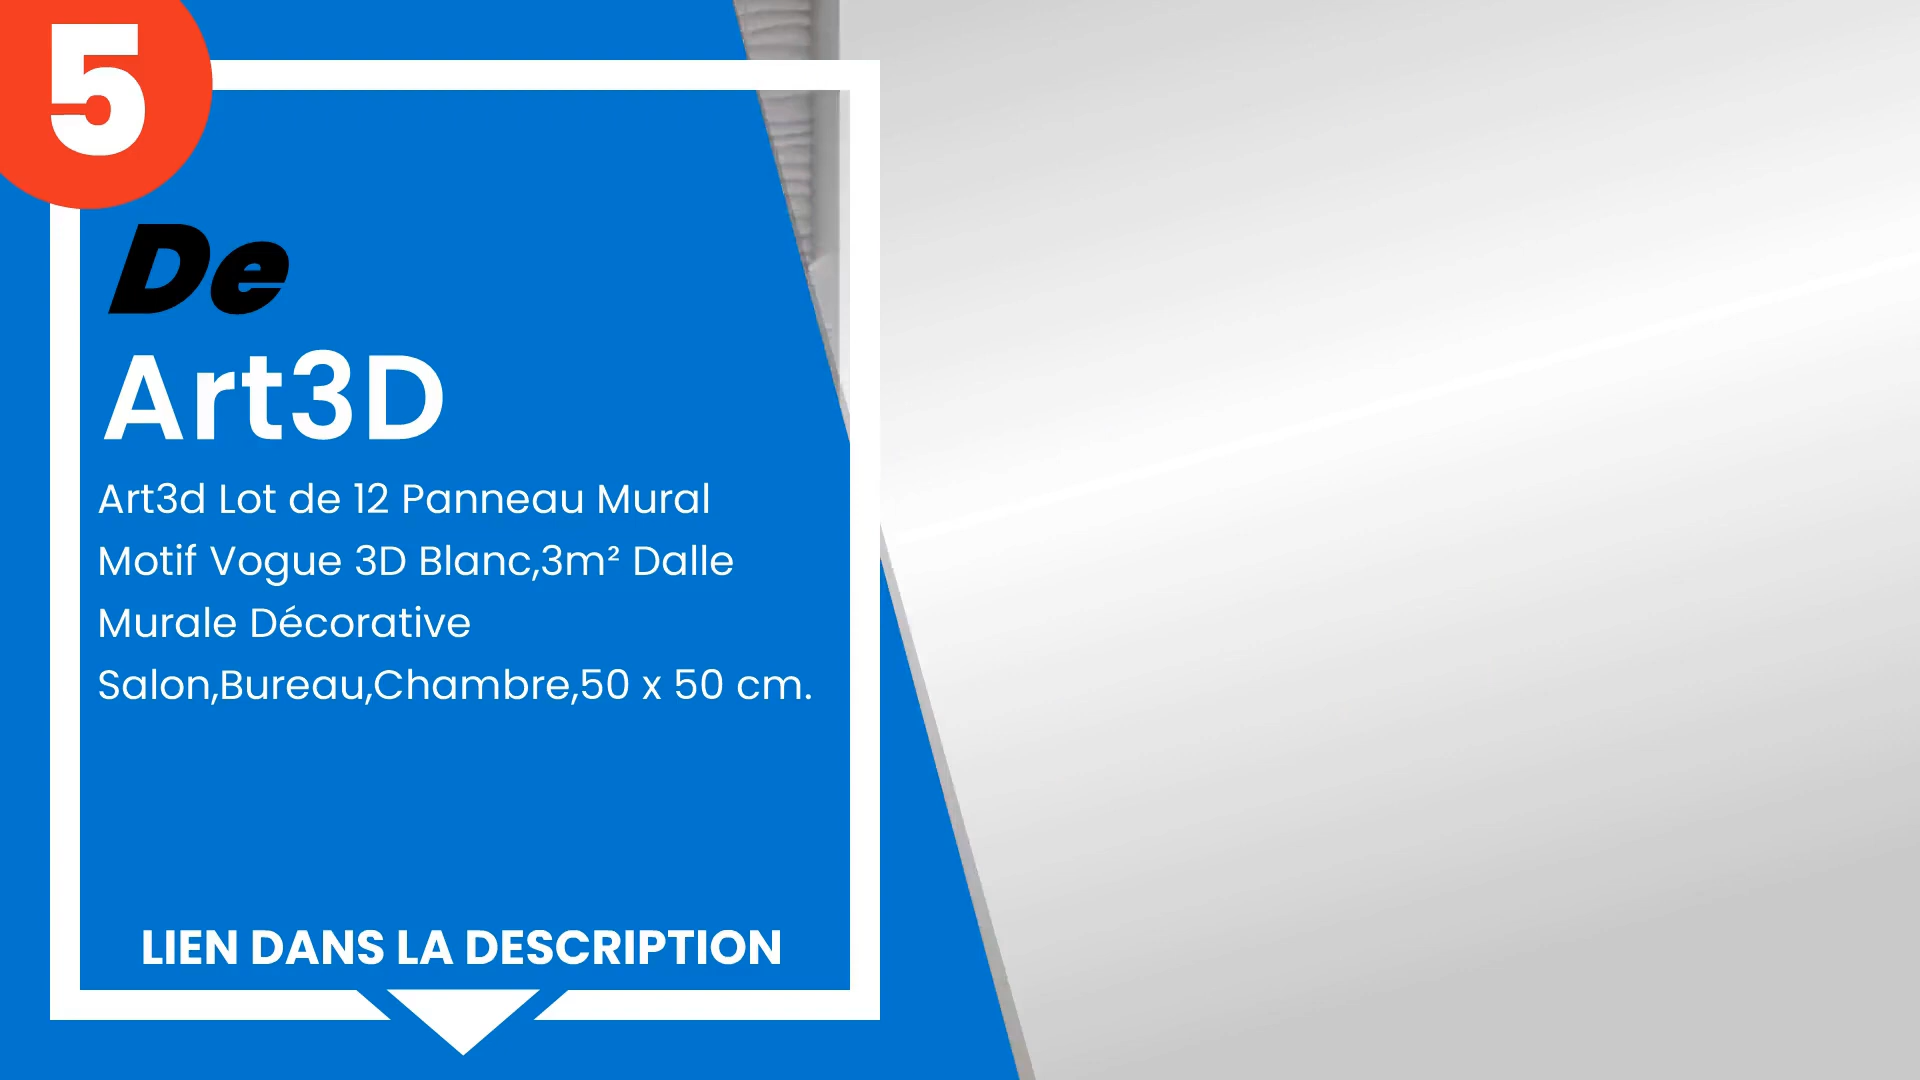 5
De
Art3D
Art3d Lot de 12 Panneau Mural
Motif Vogue 3D Blanc,3m² Dalle
Murale Décorative
Salon,Bureau,Chambre,50 x 50 cm.
LIEN DANS LA DESCRIPTION